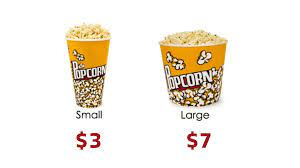 POPCORN
POPCORN
Small
Large
$3
$7